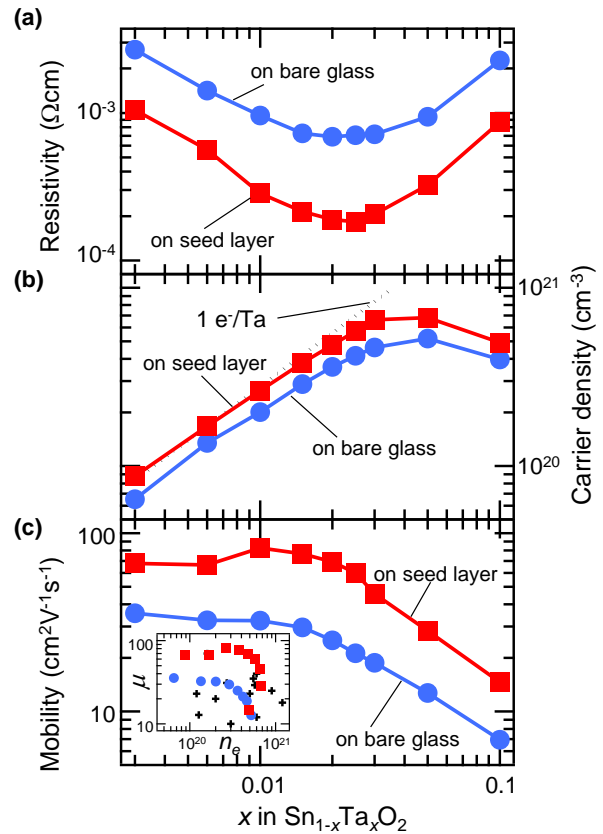 (a)
on bare glass
10⁻³
Resistivity (Ωcm)
on seed layer
10⁻⁴
(b)
10²¹
1 e⁻/Ta
Carrier density (cm⁻³)
on seed layer
on bare glass
10²⁰
(c)
100
Mobility (cm²V⁻¹s⁻¹)
on seed layer
100
μ
10
10²⁰
nₑ
10²¹
on bare glass
10
0.01
0.1
x in Sn₁₋ₓTaₓO₂